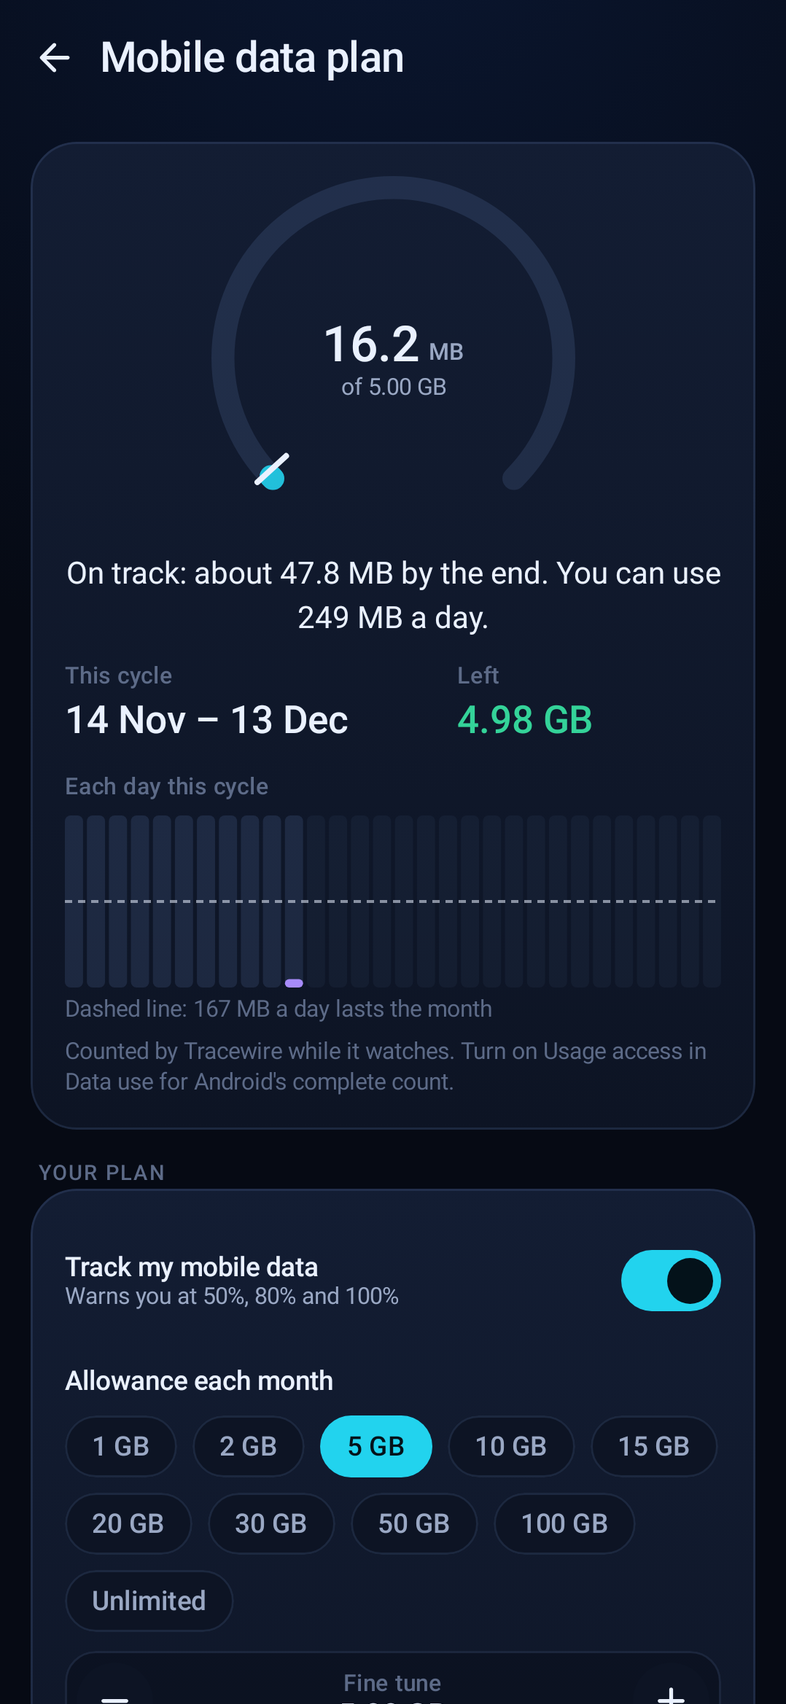 Mobile data plan
16.2 MB
of 5.00 GB
On track: about 47.8 MB by the end. You can use
249 MB a day.
This cycle
14 Nov – 13 Dec
Left
4.98 GB
Each day this cycle
Dashed line: 167 MB a day lasts the month
Counted by Tracewire while it watches. Turn on Usage access in
Data use for Android's complete count.
YOUR PLAN
Track my mobile data
Warns you at 50%, 80% and 100%
Allowance each month
1 GB
2 GB
5 GB
10 GB
15 GB
20 GB
30 GB
50 GB
100 GB
Unlimited
Fine tune